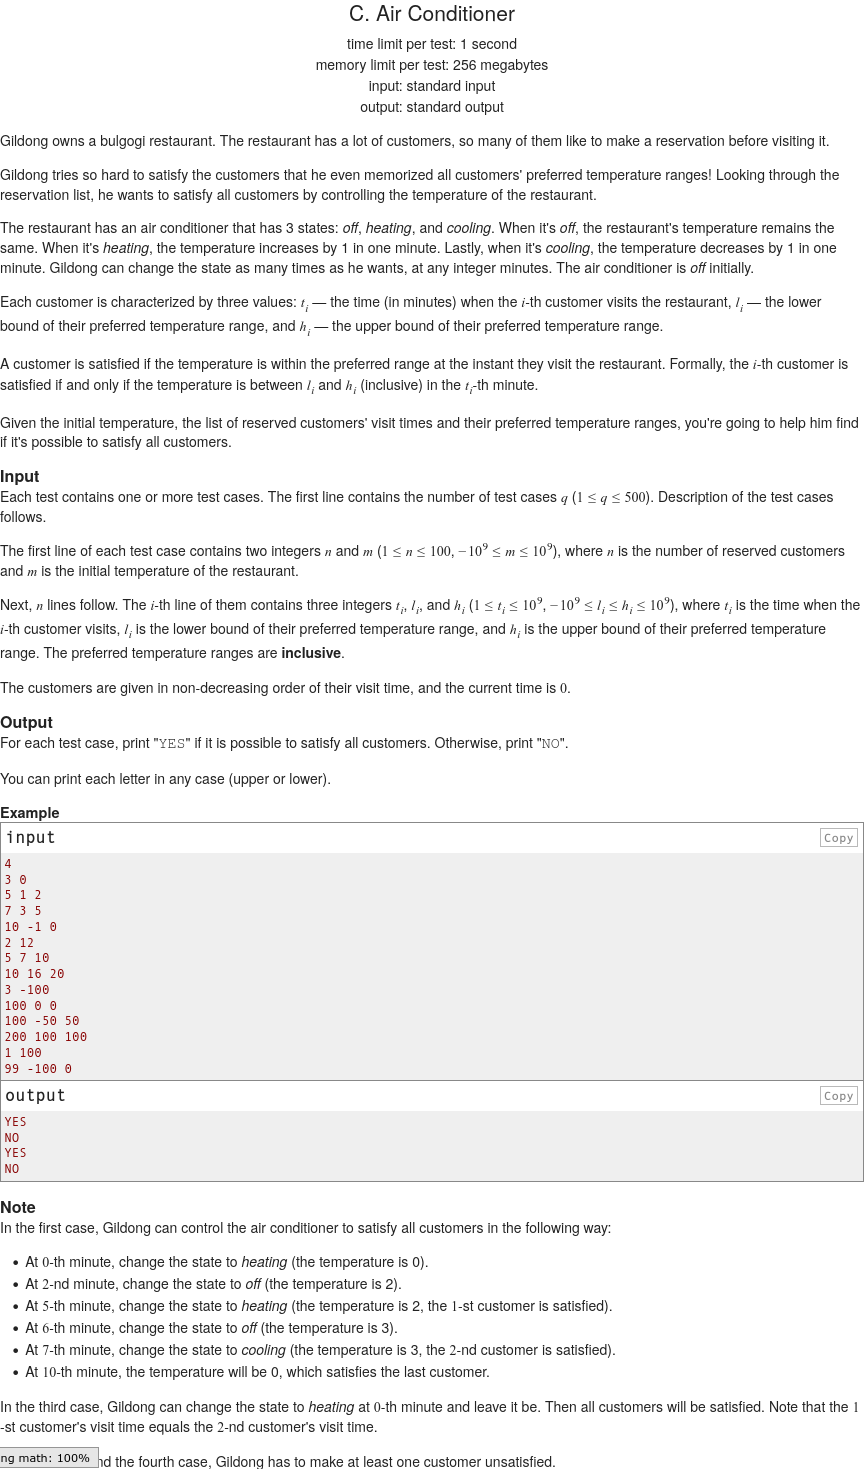 C. Air Conditioner
time limit per test: 1 second
memory limit per test: 256 megabytes
input: standard input
output: standard output
Gildong owns a bulgogi restaurant. The restaurant has a lot of customers, so many of them like to make a reservation before visiting it.
Gildong tries so hard to satisfy the customers that he even memorized all customers' preferred temperature ranges! Looking through the
reservation list, he wants to satisfy all customers by controlling the temperature of the restaurant.
The restaurant has an air conditioner that has 3 states: off, heating, and cooling. When it's off, the restaurant's temperature remains the
same. When it's heating, the temperature increases by 1 in one minute. Lastly, when it's cooling, the temperature decreases by 1 in one
minute. Gildong can change the state as many times as he wants, at any integer minutes. The air conditioner is off initially.
Each customer is characterized by three values: t_i — the time (in minutes) when the i-th customer visits the restaurant, l_i — the lower
bound of their preferred temperature range, and h_i — the upper bound of their preferred temperature range.
A customer is satisfied if the temperature is within the preferred range at the instant they visit the restaurant. Formally, the i-th customer is
satisfied if and only if the temperature is between l_i and h_i (inclusive) in the t_i-th minute.
Given the initial temperature, the list of reserved customers' visit times and their preferred temperature ranges, you're going to help him find
if it's possible to satisfy all customers.
Input
Each test contains one or more test cases. The first line contains the number of test cases q (1 ≤ q ≤ 500). Description of the test cases
follows.
The first line of each test case contains two integers n and m (1 ≤ n ≤ 100, −10^9 ≤ m ≤ 10^9), where n is the number of reserved customers
and m is the initial temperature of the restaurant.
Next, n lines follow. The i-th line of them contains three integers t_i, l_i, and h_i (1 ≤ t_i ≤ 10^9, −10^9 ≤ l_i ≤ h_i ≤ 10^9), where t_i is the time when the
i-th customer visits, l_i is the lower bound of their preferred temperature range, and h_i is the upper bound of their preferred temperature
range. The preferred temperature ranges are inclusive.
The customers are given in non-decreasing order of their visit time, and the current time is 0.
Output
For each test case, print "YES" if it is possible to satisfy all customers. Otherwise, print "NO".
You can print each letter in any case (upper or lower).
Example
input Copy
4
3 0
5 1 2
7 3 5
10 -1 0
2 12
5 7 10
10 16 20
3 -100
100 0 0
100 -50 50
200 100 100
1 100
99 -100 0
output Copy
YES
NO
YES
NO
Note
In the first case, Gildong can control the air conditioner to satisfy all customers in the following way:
• At 0-th minute, change the state to heating (the temperature is 0).
• At 2-nd minute, change the state to off (the temperature is 2).
• At 5-th minute, change the state to heating (the temperature is 2, the 1-st customer is satisfied).
• At 6-th minute, change the state to off (the temperature is 3).
• At 7-th minute, change the state to cooling (the temperature is 3, the 2-nd customer is satisfied).
• At 10-th minute, the temperature will be 0, which satisfies the last customer.
In the third case, Gildong can change the state to heating at 0-th minute and leave it be. Then all customers will be satisfied. Note that the 1
-st customer's visit time equals the 2-nd customer's visit time.
ng math: 100% nd the fourth case, Gildong has to make at least one customer unsatisfied.